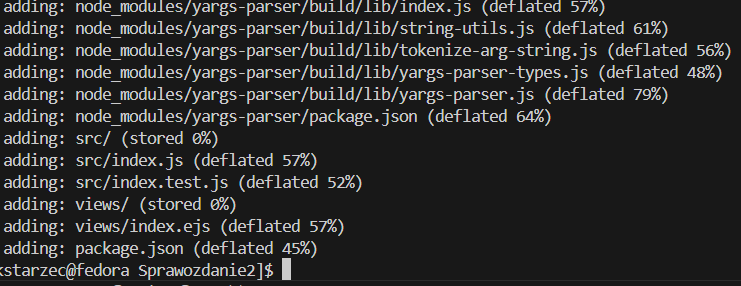 adding: node_modules/yargs-parser/build/lib/index.js (deflated 57%)
adding: node_modules/yargs-parser/build/lib/string-utils.js (deflated 61%)
adding: node_modules/yargs-parser/build/lib/tokenize-arg-string.js (deflated 56%)
adding: node_modules/yargs-parser/build/lib/yargs-parser-types.js (deflated 48%)
adding: node_modules/yargs-parser/build/lib/yargs-parser.js (deflated 79%)
adding: node_modules/yargs-parser/package.json (deflated 64%)
adding: src/ (stored 0%)
adding: src/index.js (deflated 57%)
adding: src/index.test.js (deflated 52%)
adding: views/ (stored 0%)
adding: views/index.ejs (deflated 57%)
adding: package.json (deflated 45%)
kstarzec@fedora Sprawozdanie2]$